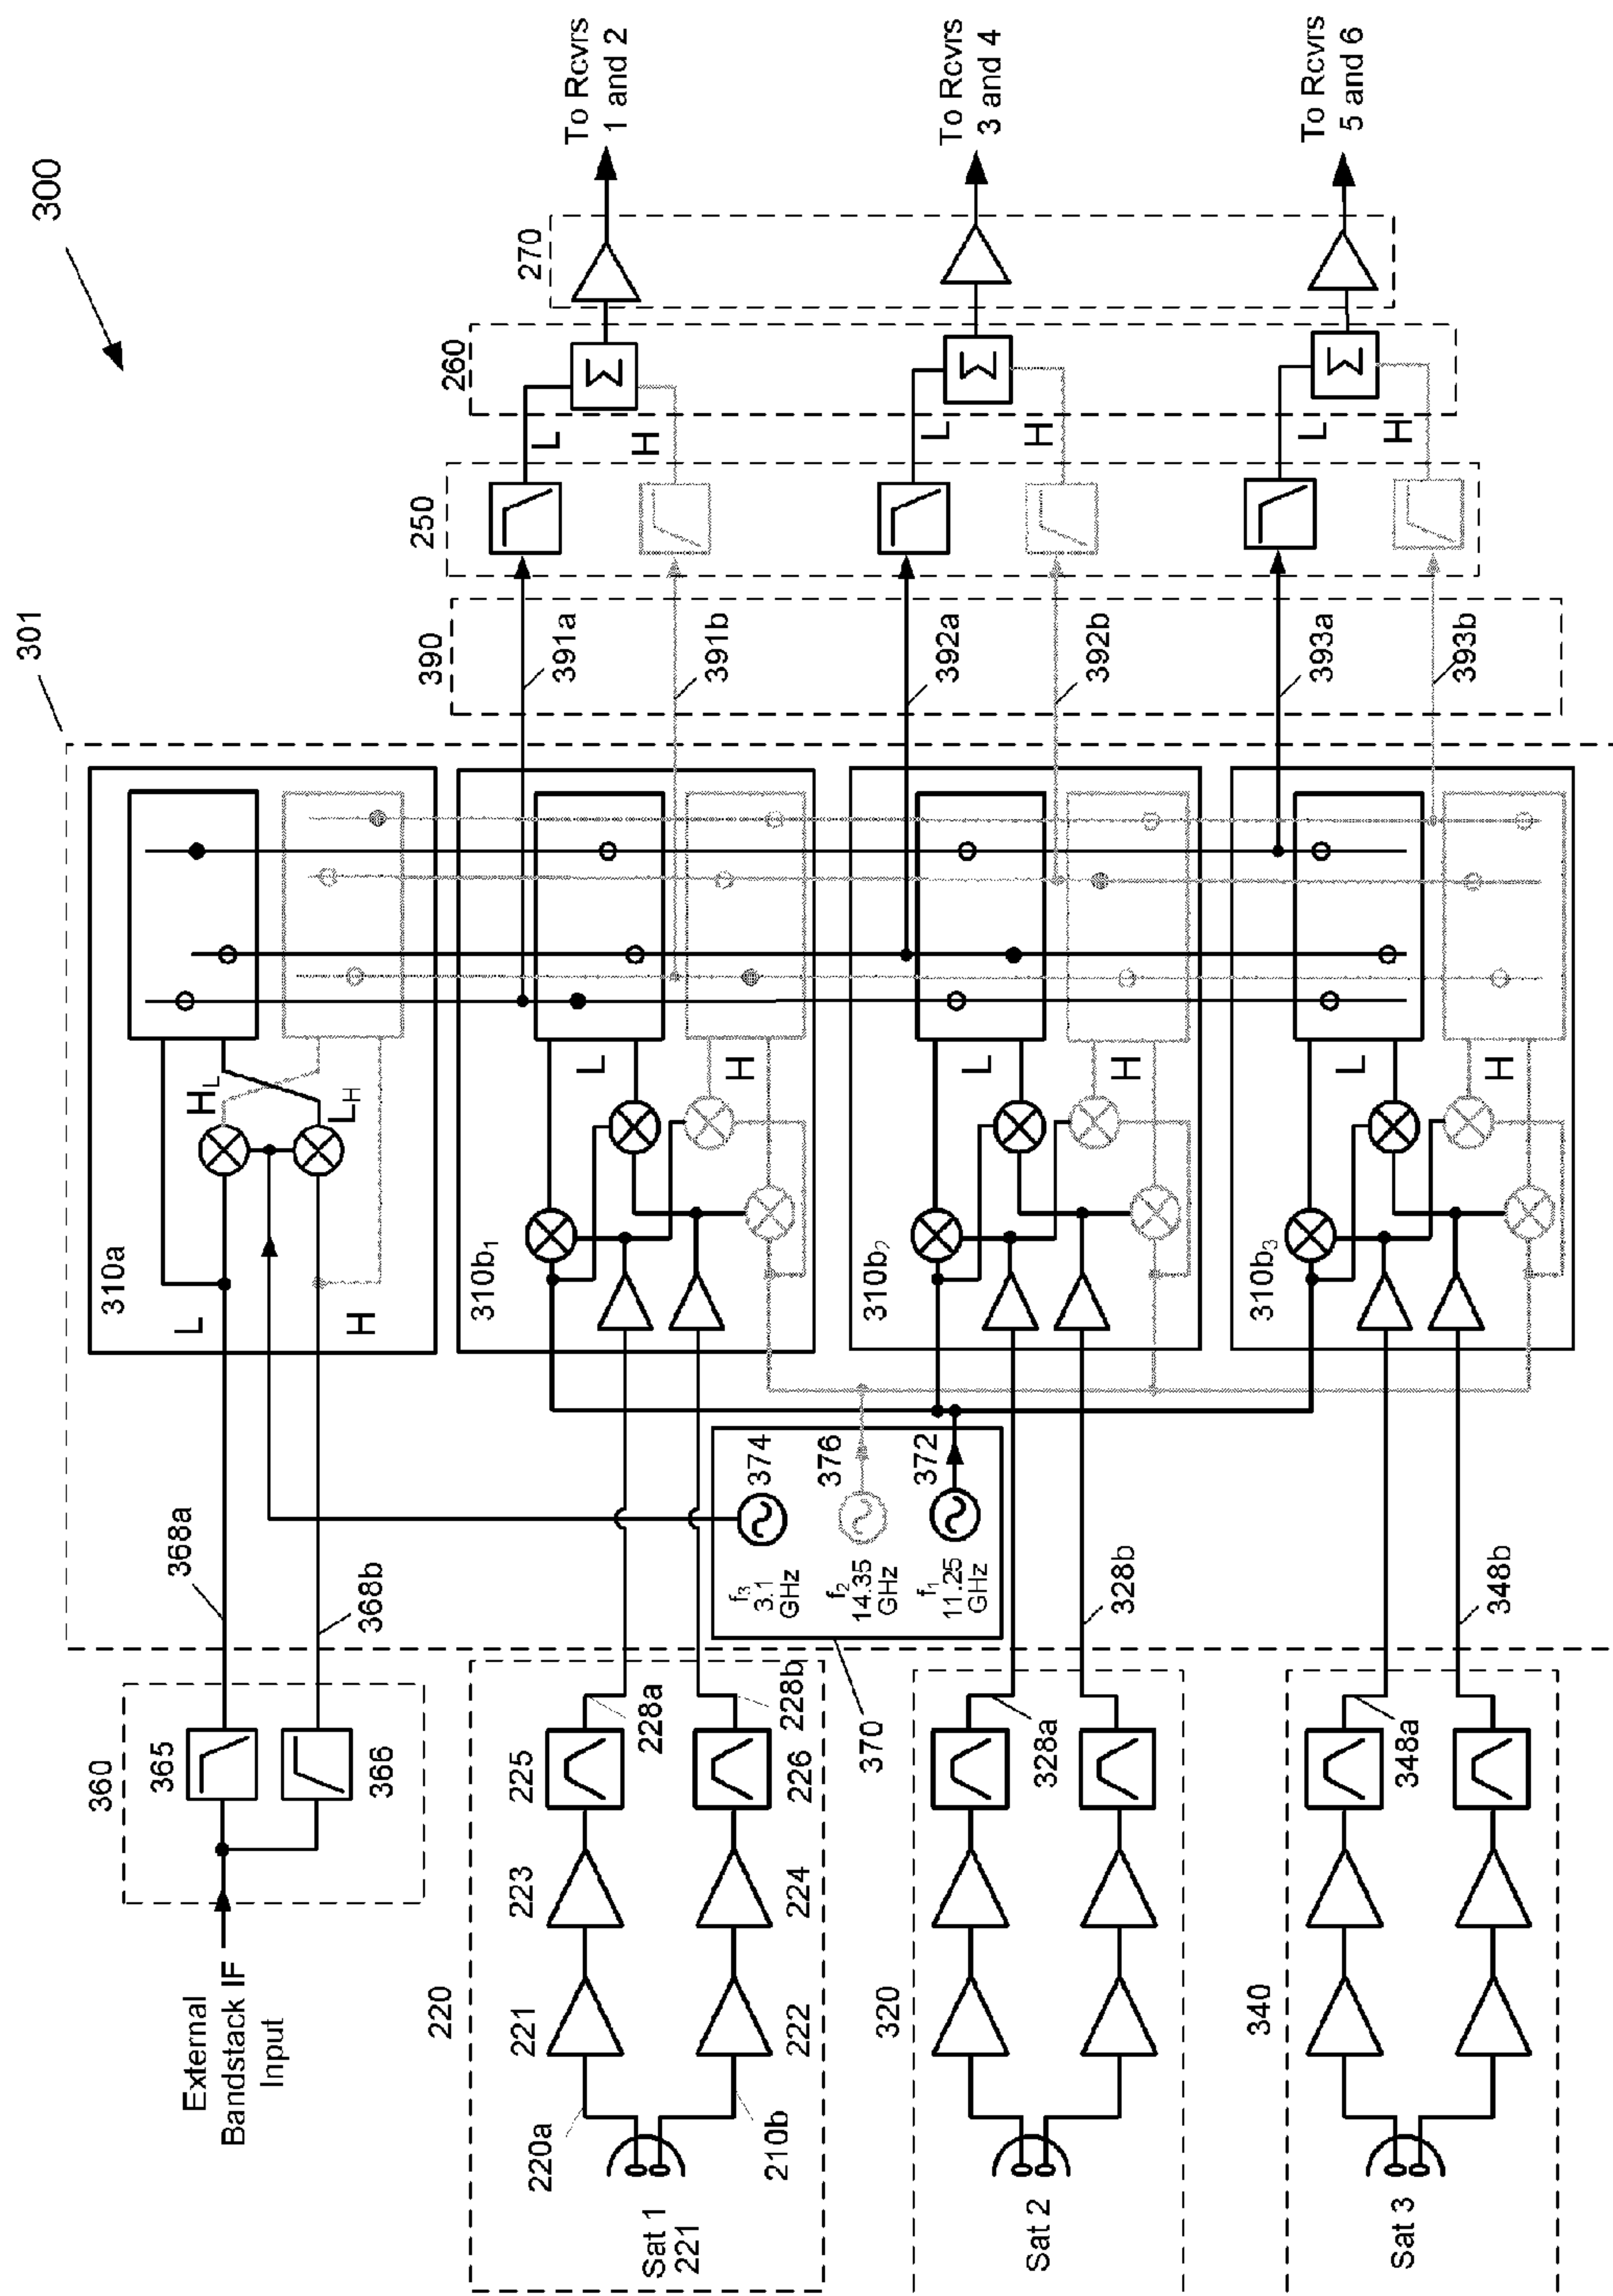 300
301
External
Bandstack IF
Input
360
365
366
368a
368b
310a
L
H
H_L
L_H
220
Sat 1
221
220a
210b
221
222
223
224
225
226
228a
228b
370
f₃
3.1
GHz
374
f₂
14.35
GHz
376
f₁
11.25
GHz
372
310b₁
L
H
320
Sat 2
328a
328b
310b₂
L
H
340
Sat 3
348a
348b
310b₃
L
H
390
391a
391b
392a
392b
393a
393b
250
L
H
L
H
L
H
260
Σ
Σ
Σ
270
To Rcvrs
1 and 2
To Rcvrs
3 and 4
To Rcvrs
5 and 6